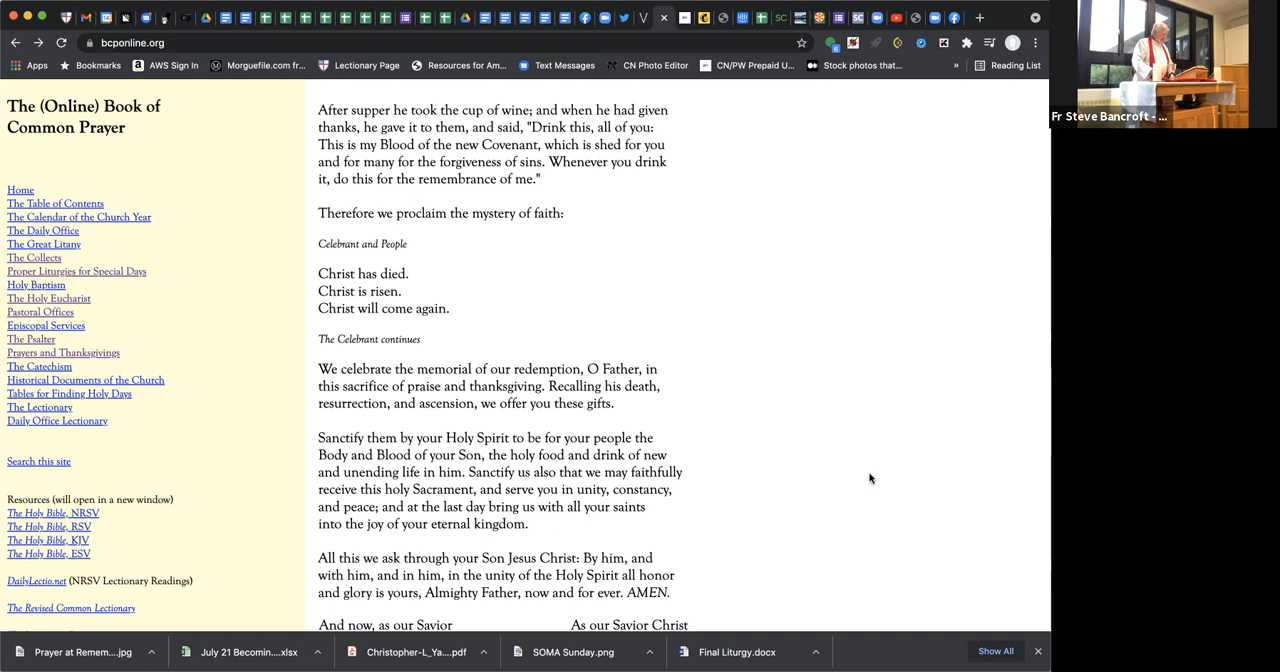 SC
SC
bcponline.org
Apps
Bookmarks
AWS Sign In
Morguefile.com fr...
Lectionary Page
Resources for Am...
Text Messages
CN Photo Editor
CN/PW Prepaid U...
Stock photos that...
»
Reading List
Fr Steve Bancroft - ...
The (Online) Book of
Common Prayer
Home
The Table of Contents
The Calendar of the Church Year
The Daily Office
The Great Litany
The Collects
Proper Liturgies for Special Days
Holy Baptism
The Holy Eucharist
Pastoral Offices
Episcopal Services
The Psalter
Prayers and Thanksgivings
The Catechism
Historical Documents of the Church
Tables for Finding Holy Days
The Lectionary
Daily Office Lectionary
Search this site
Resources (will open in a new window)
The Holy Bible, NRSV
The Holy Bible, RSV
The Holy Bible, KJV
The Holy Bible, ESV
DailyLectio.net (NRSV Lectionary Readings)
The Revised Common Lectionary
After supper he took the cup of wine; and when he had given
thanks, he gave it to them, and said, "Drink this, all of you:
This is my Blood of the new Covenant, which is shed for you
and for many for the forgiveness of sins. Whenever you drink
it, do this for the remembrance of me."
Therefore we proclaim the mystery of faith:
Celebrant and People
Christ has died.
Christ is risen.
Christ will come again.
The Celebrant continues
We celebrate the memorial of our redemption, O Father, in
this sacrifice of praise and thanksgiving. Recalling his death,
resurrection, and ascension, we offer you these gifts.
Sanctify them by your Holy Spirit to be for your people the
Body and Blood of your Son, the holy food and drink of new
and unending life in him. Sanctify us also that we may faithfully
receive this holy Sacrament, and serve you in unity, constancy,
and peace; and at the last day bring us with all your saints
into the joy of your eternal kingdom.
All this we ask through your Son Jesus Christ: By him, and
with him, and in him, in the unity of the Holy Spirit all honor
and glory is yours, Almighty Father, now and for ever. AMEN.
And now, as our Savior
As our Savior Christ
Prayer at Remem....jpg
July 21 Becomin....xlsx
Christopher-L_Ya....pdf
SOMA Sunday.png
Final Liturgy.docx
Show All